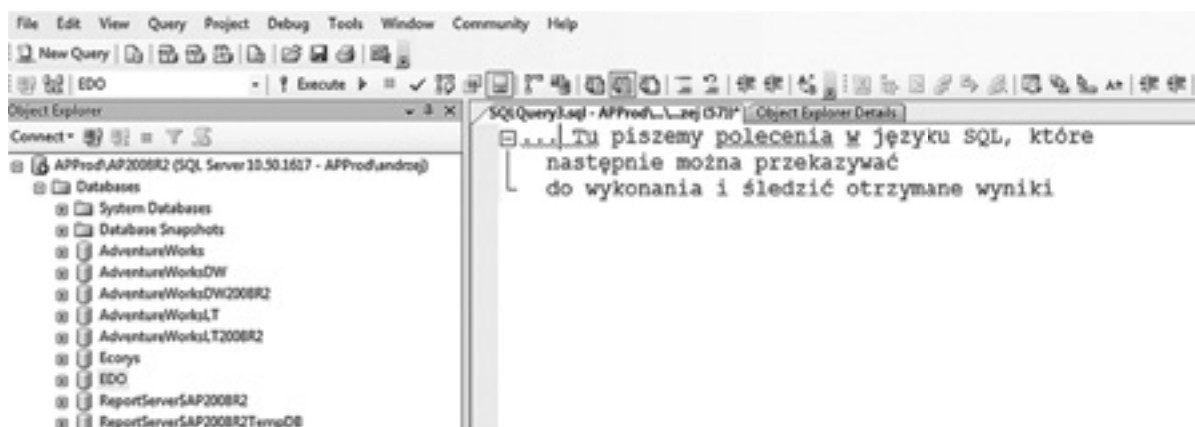 File Edit View Query Project Debug Tools Window Community Help
New Query
EDO Execute
Object Explorer
SQLQuery3.sql - APProd\...\...zej (57))* Object Explorer Details
Connect
APProd\AP2008R2 (SQL Server 10.50.1617 - APProd\andrzej)
Databases
System Databases
Database Snapshots
AdventureWorks
AdventureWorksDW
AdventureWorksDW2008R2
AdventureWorksLT
AdventureWorksLT2008R2
Ecorys
EDO
ReportServer$AP2008R2
ReportServer$AP2008R2TempDB
... Tu piszemy polecenia w języku SQL, które
następnie można przekazywać
do wykonania i śledzić otrzymane wyniki